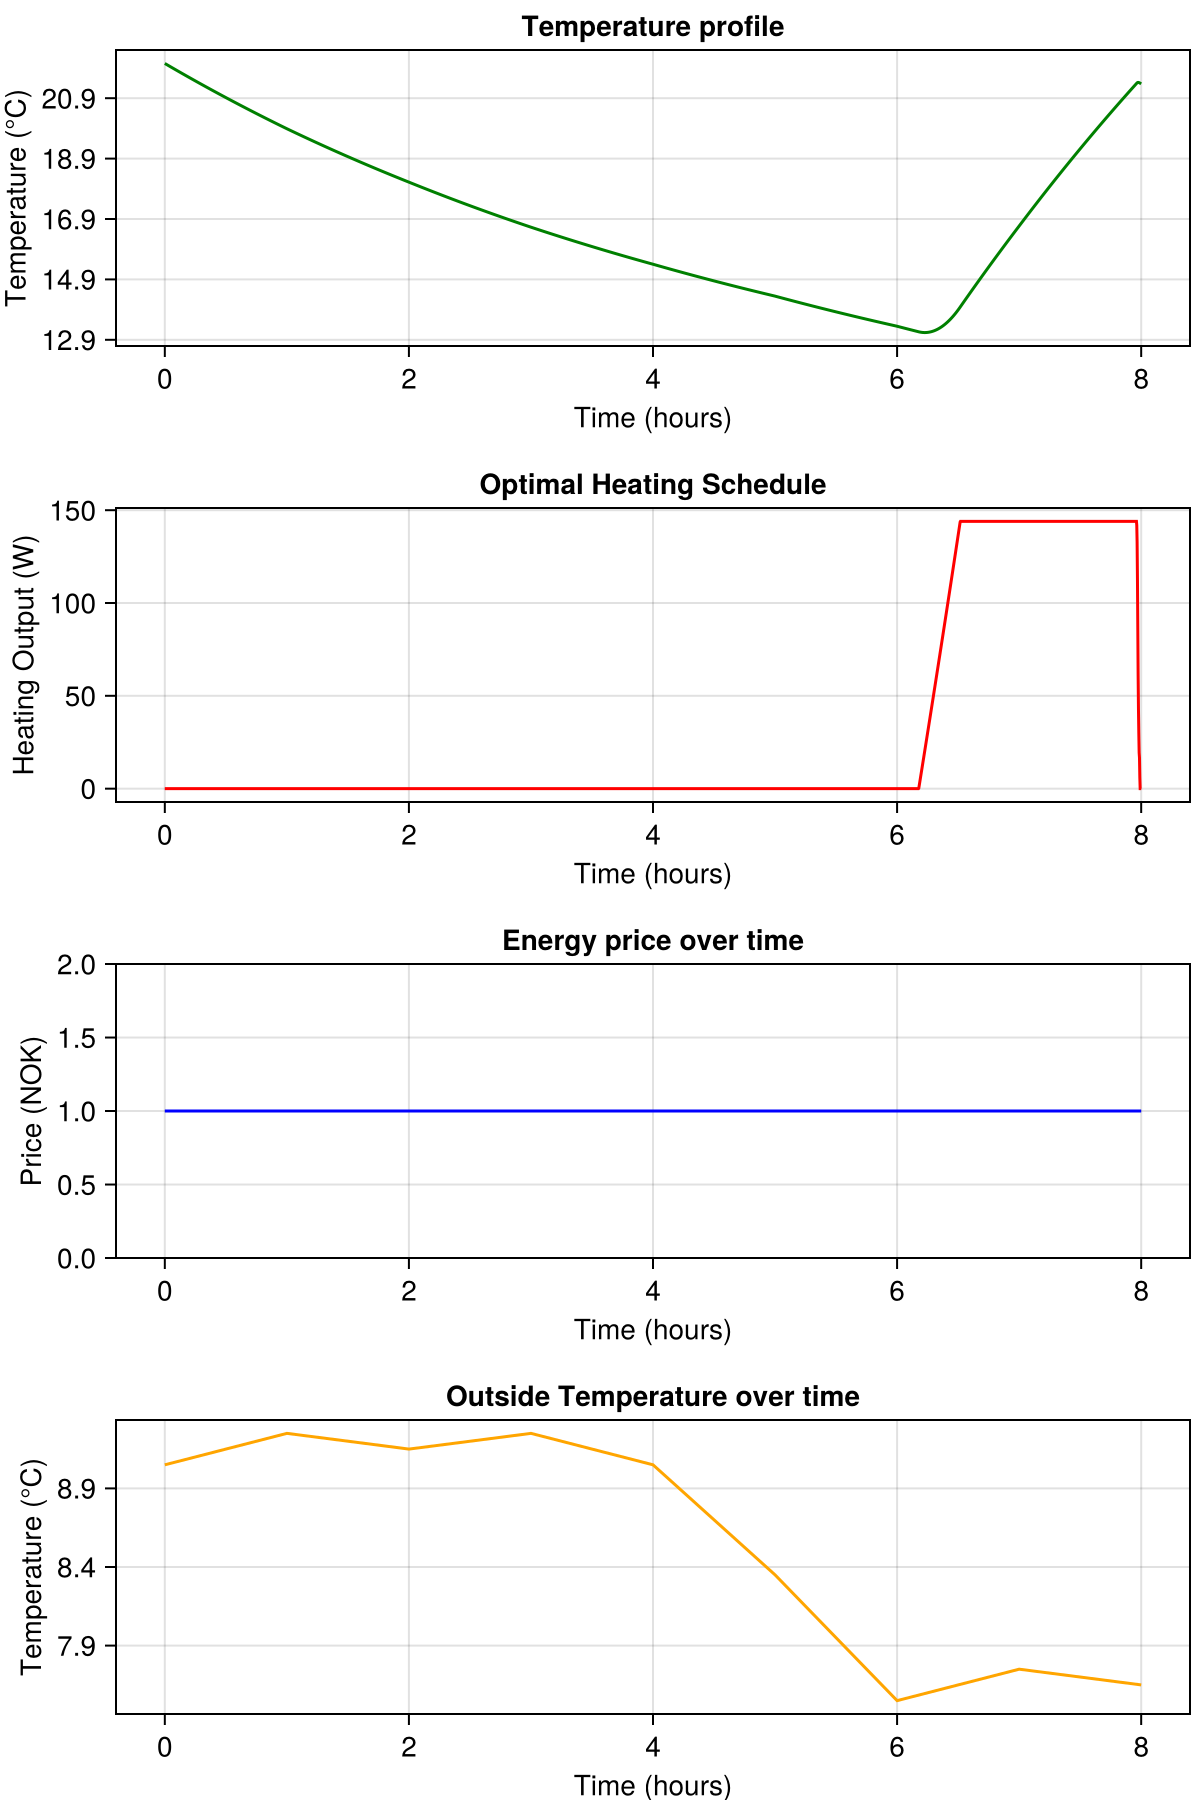 Temperature profile
Temperature (°C)
20.9
18.9
16.9
14.9
12.9
0 2 4 6 8
Time (hours)
Optimal Heating Schedule
Heating Output (W)
150
100
50
0
0 2 4 6 8
Time (hours)
Energy price over time
Price (NOK)
2.0
1.5
1.0
0.5
0.0
0 2 4 6 8
Time (hours)
Outside Temperature over time
Temperature (°C)
8.9
8.4
7.9
0 2 4 6 8
Time (hours)